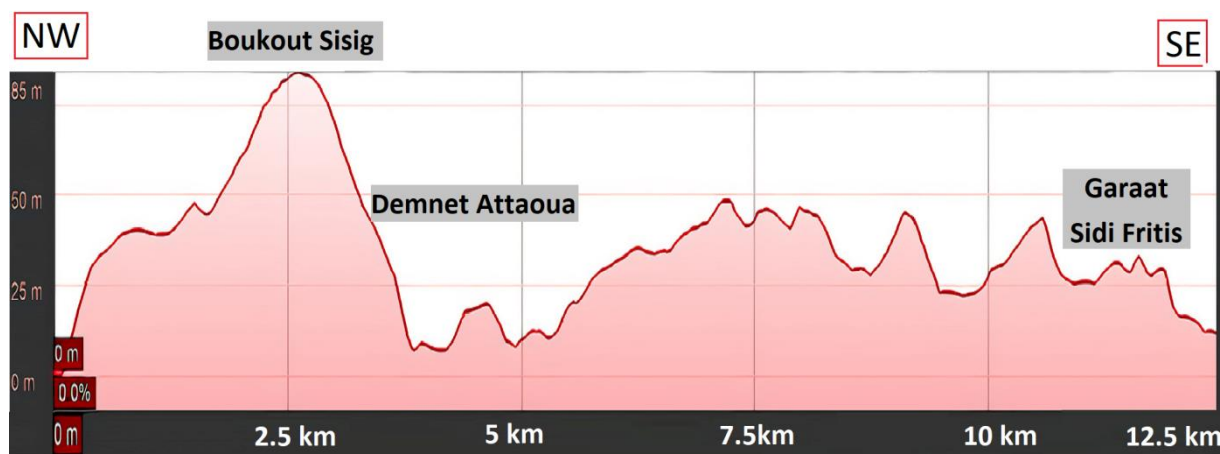 NW
Boukout Sisig
SE
85 m
50 m
Demnet Attaoua
Garaat
Sidi Fritis
25 m
0 m
0 m
0 0%
0m
2.5 km
5 km
7.5km
10 km
12.5 km